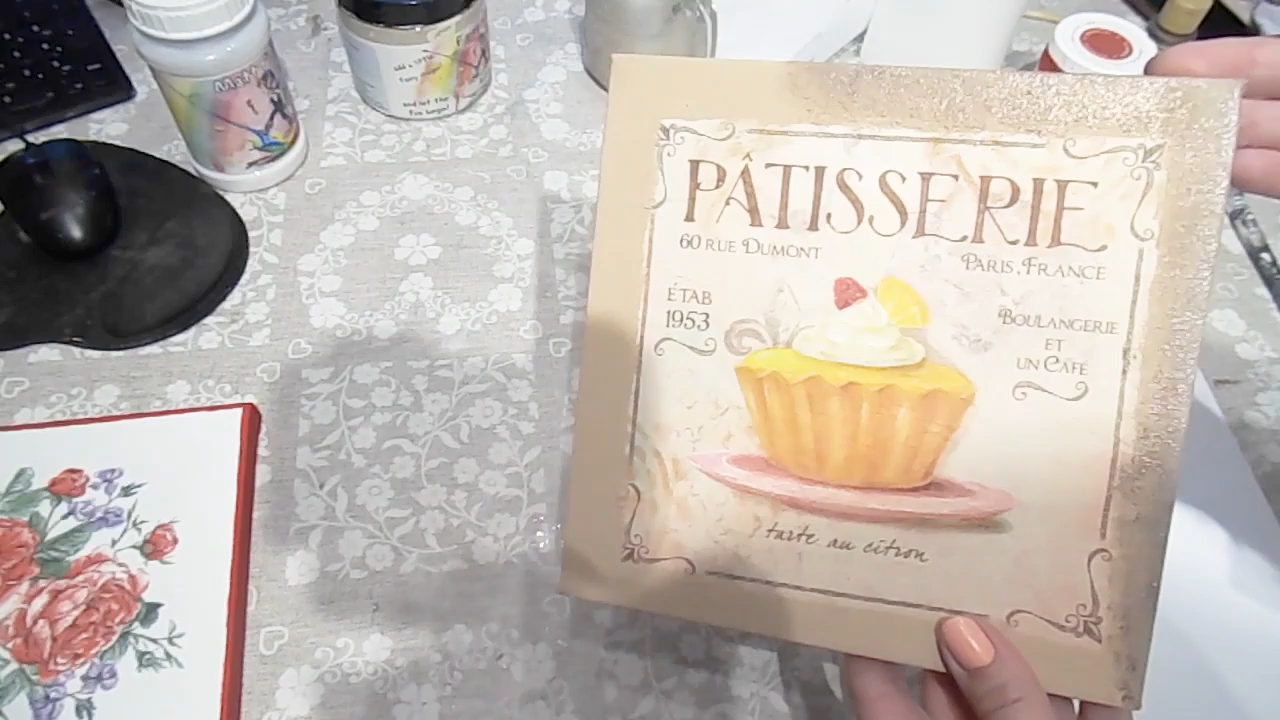 PÂTISSERIE
60 RUE DUMONT
PARIS, FRANCE
ÉTAB
1953
BOULANGERIE
ET
UN CAFÉ
tarte au citron